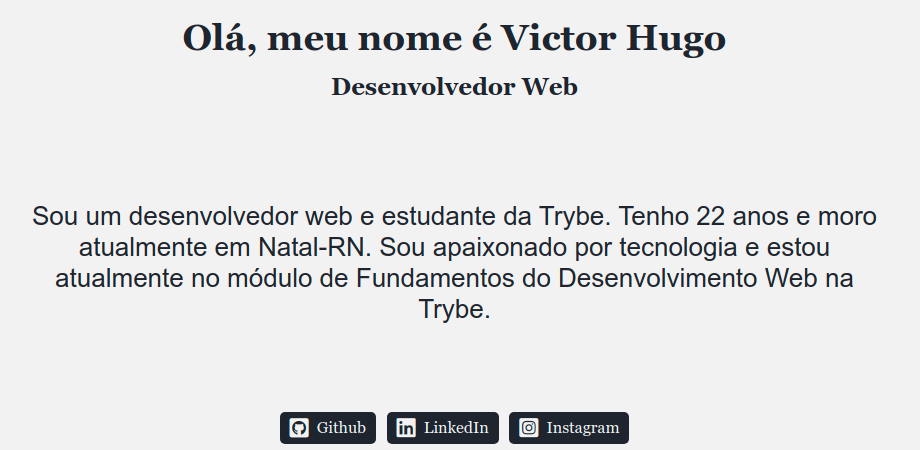 Olá, meu nome é Victor Hugo
Desenvolvedor Web
Sou um desenvolvedor web e estudante da Trybe. Tenho 22 anos e moro
atualmente em Natal-RN. Sou apaixonado por tecnologia e estou
atualmente no módulo de Fundamentos do Desenvolvimento Web na
Trybe.
Github LinkedIn Instagram